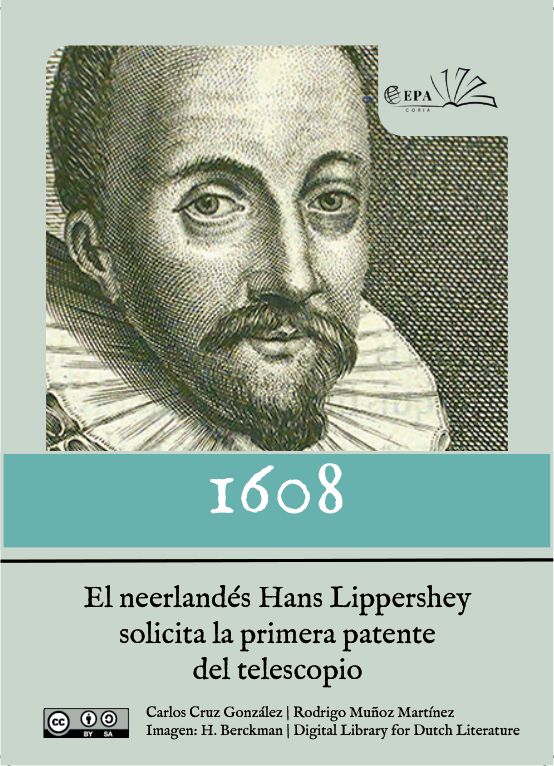 EPA
CORIA
1608
El neerlandés Hans Lippershey
solicita la primera patente
del telescopio
cc BY SA
Carlos Cruz González | Rodrigo Muñoz Martínez
Imagen: H. Berckman | Digital Library for Dutch Literature